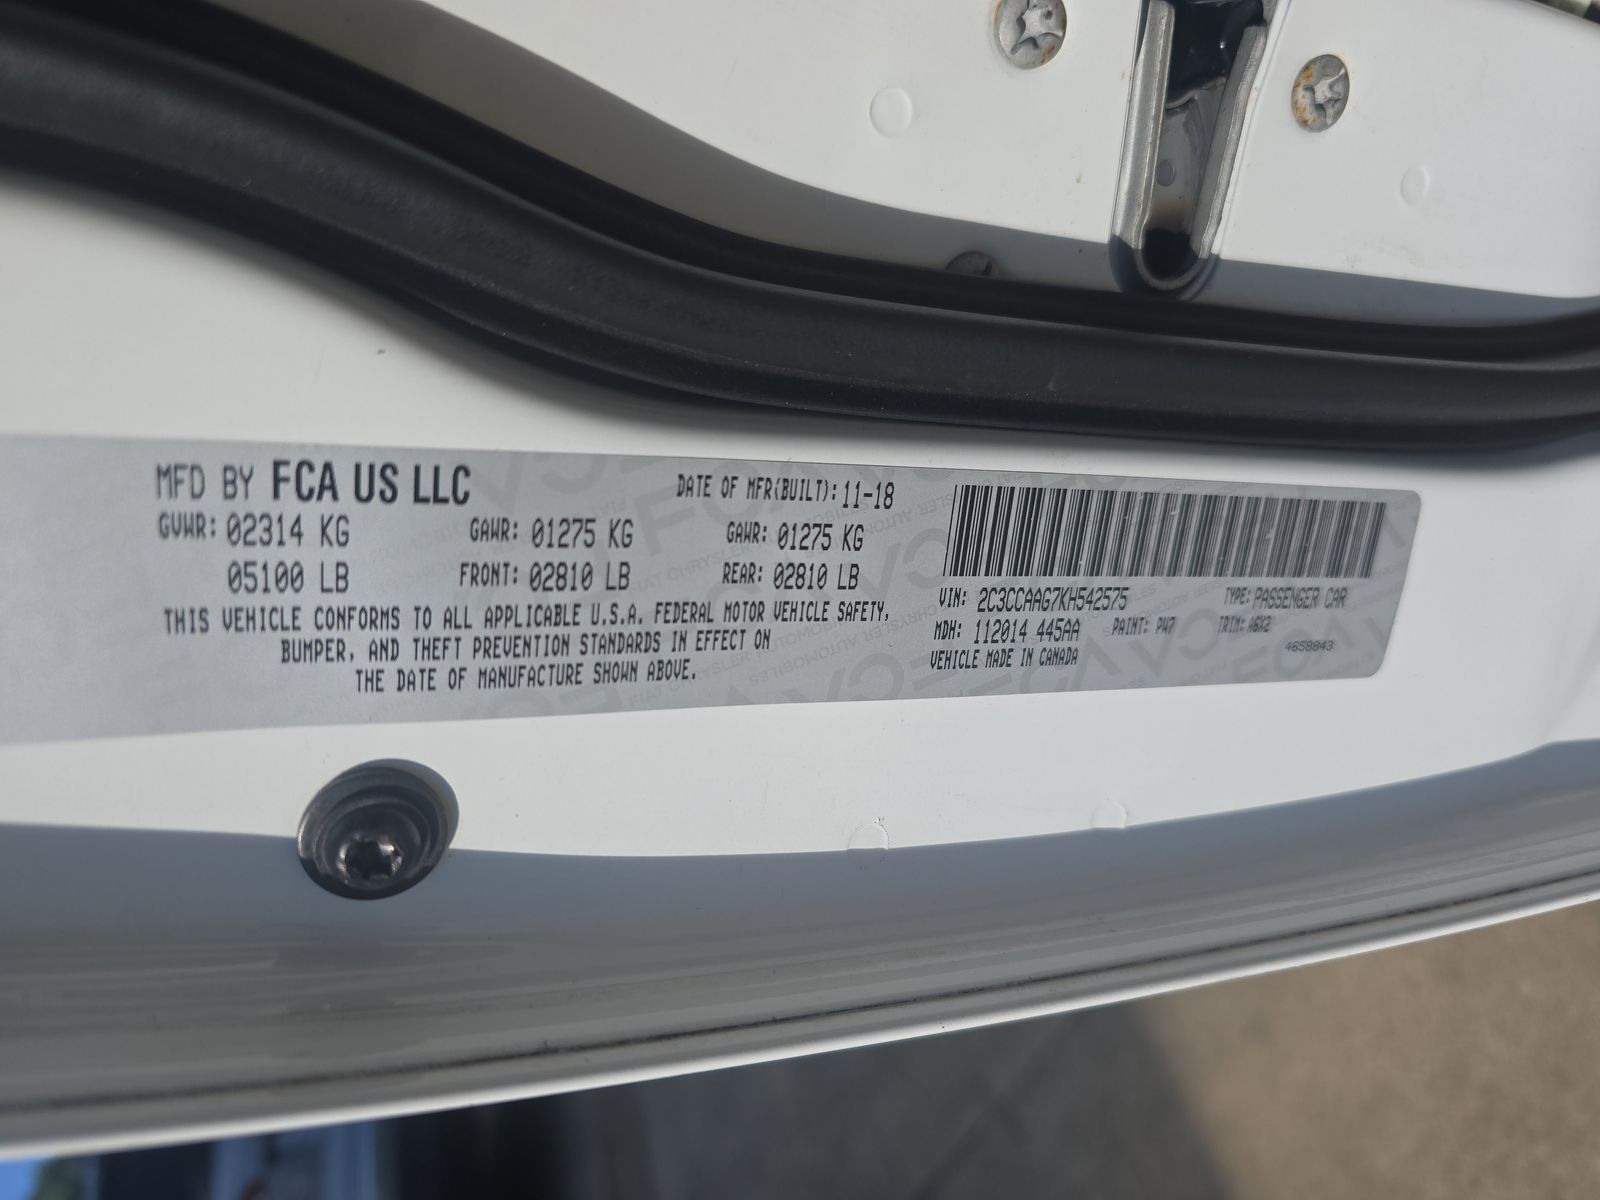 MFD BY FCA US LLC
DATE OF MFR(BUILT): 11-18
GVWR: 02314 KG
GAWR: 01275 KG
GAWR: 01275 KG
05100 LB
FRONT: 02810 LB
REAR: 02810 LB
THIS VEHICLE CONFORMS TO ALL APPLICABLE U.S.A. FEDERAL MOTOR VEHICLE SAFETY,
BUMPER, AND THEFT PREVENTION STANDARDS IN EFFECT ON
THE DATE OF MANUFACTURE SHOWN ABOVE.
VIN: 2C3CCAAG7KH542575
TYPE: PASSENGER CAR
MDH: 112014 445AA
PAINT: PW7
TRIM: A6X2
VEHICLE MADE IN CANADA
4658843